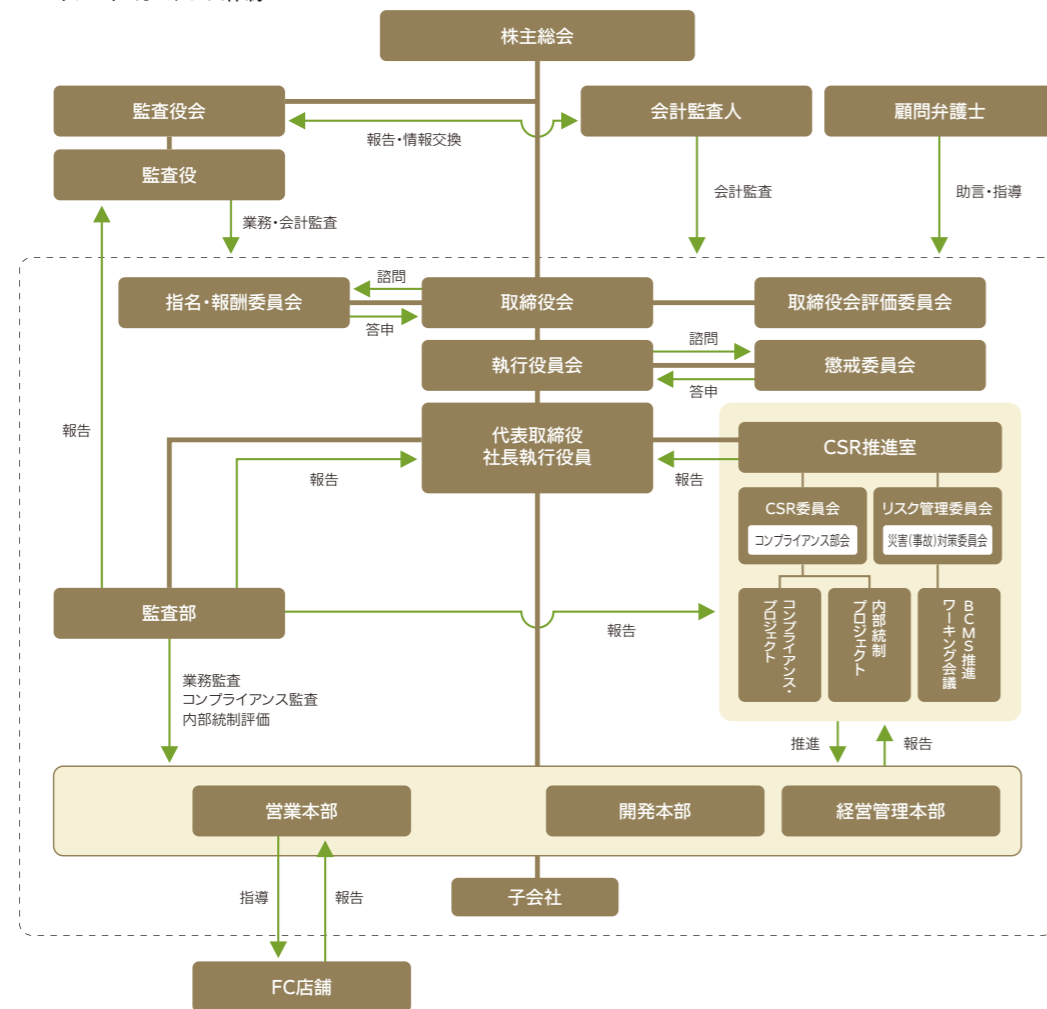 株主総会
監査役会
会計監査人
顧問弁護士
報告・情報交換
監査役
業務・会計監査
会計監査
助言・指導
指名・報酬委員会
諮問
答申
取締役会
取締役会評価委員会
執行役員会
諮問
答申
懲戒委員会
報告
代表取締役
社長執行役員
報告
報告
CSR推進室
CSR委員会
コンプライアンス部会
リスク管理委員会
災害(事故)対策委員会
監査部
報告
コンプライアンス・
プロジェクト
内部統制
プロジェクト
BCMS推進
ワーキング会議
業務監査
コンプライアンス監査
内部統制評価
推進
報告
営業本部
開発本部
経営管理本部
指導
報告
子会社
FC店舗